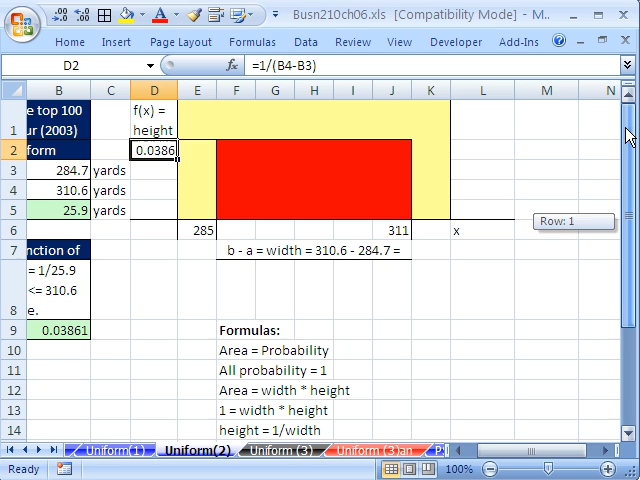 Busn210ch06.xls [Compatibility Mode] - M...
Home Insert Page Layout Formulas Data Review Developer Add-Ins
D2 fx =1/(B4-B3)
B C D E F G H I J K L M N
1 e top 100 f(x) =
ur (2003) height
2 form 0.0386
3 284.7 yards
4 310.6 yards
5 25.9 yards
6 285 311 x
Row: 1
7 nction of b - a = width = 310.6 - 284.7 =
= 1/25.9
<= 310.6
8 e.
9 0.03861 Formulas:
10 Area = Probability
11 All probability = 1
12 Area = width * height
13 1 = width * height
14 height = 1/width
Uniform(1) Uniform(2) Uniform (3) Uniform (3)an P
Ready 100%